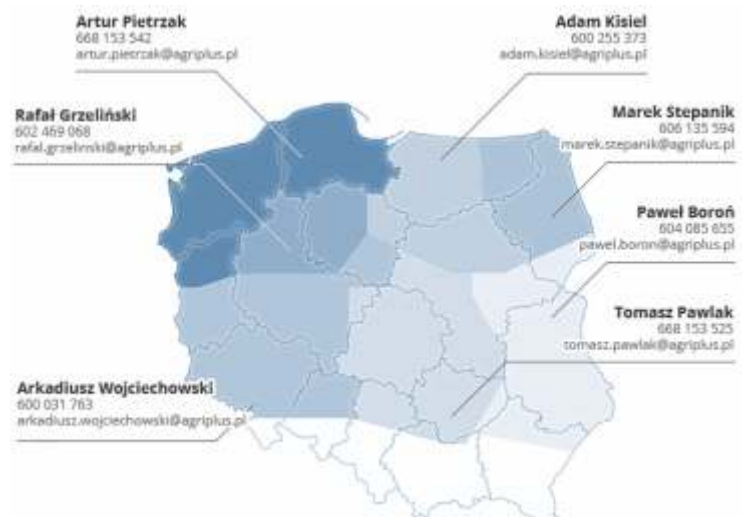 Artur Pietrzak
668 153 542
artur.pietrzak@agriplus.pl
Adam Kisiel
600 255 373
adam.kisiel@agriplus.pl
Rafał Grzeliński
602 469 068
rafal.grzelinski@agriplus.pl
Marek Stepanik
606 135 594
marek.stepanik@agriplus.pl
Paweł Boroń
604 085 655
pawel.boron@agriplus.pl
Tomasz Pawlak
668 153 525
tomasz.pawlak@agriplus.pl
Arkadiusz Wojciechowski
600 031 763
arkadiusz.wojciechowski@agriplus.pl